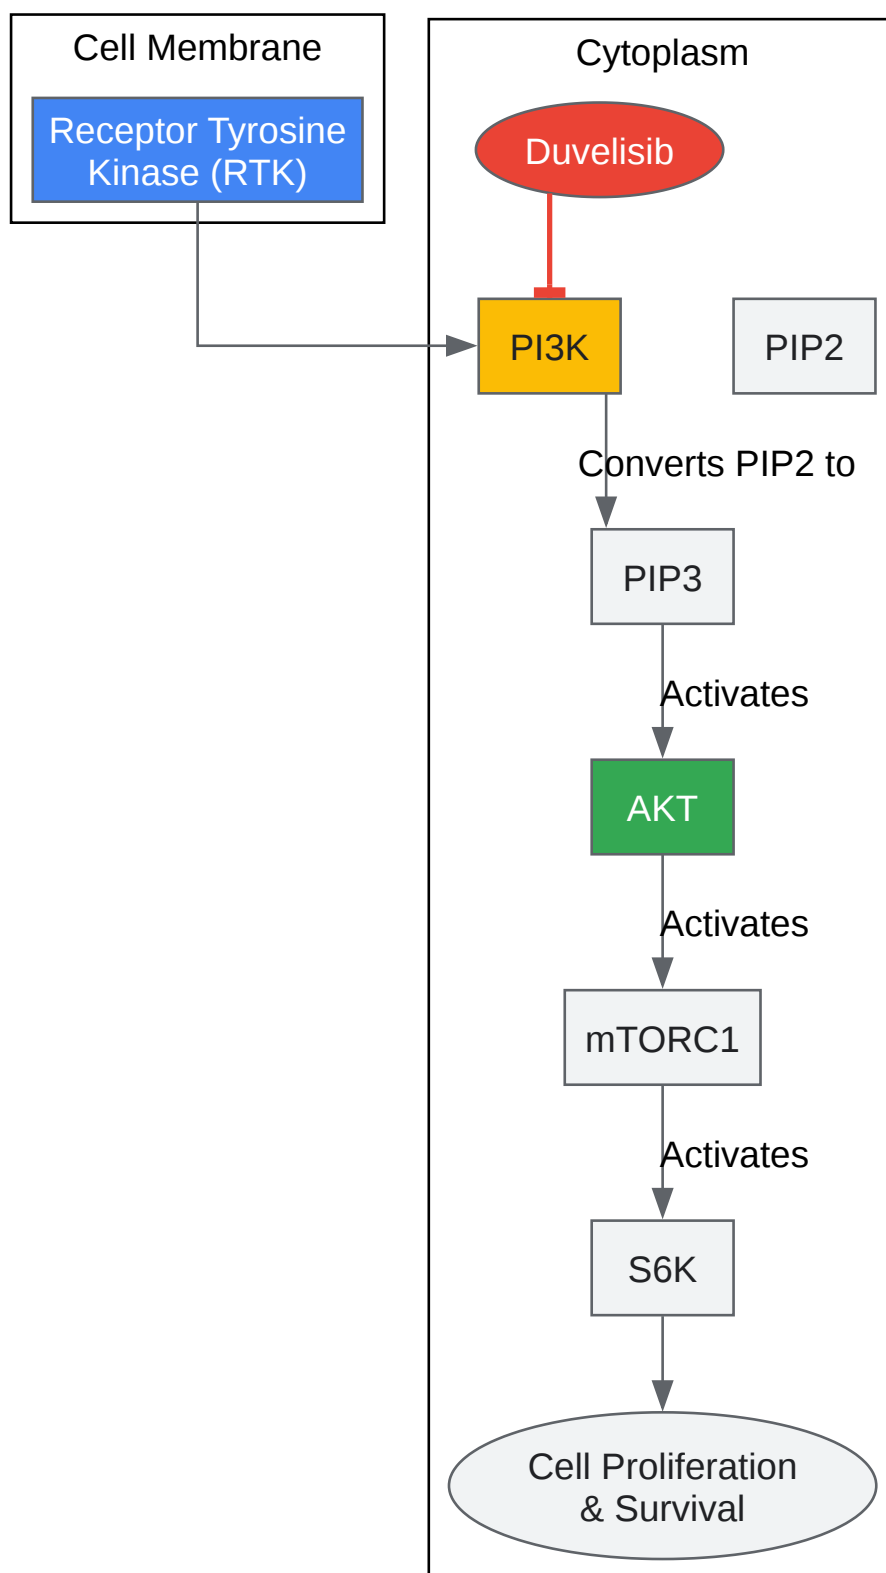 Cell Membrane
Receptor Tyrosine
Kinase (RTK)
Cytoplasm
Duvelisib
PI3K
PIP2
Converts PIP2 to
PIP3
Activates
AKT
Activates
mTORC1
Activates
S6K
Cell Proliferation
& Survival